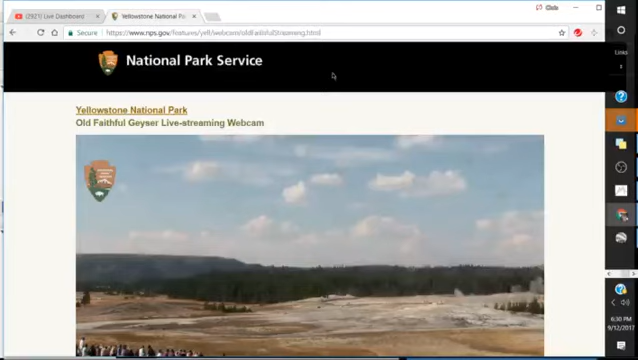 (2921) Live Dashboard
Yellowstone National Pa
Secure
https://www.nps.gov/features/yell/webcam/oldFaithfulStreaming.html
National Park Service
Links
Yellowstone National Park
Old Faithful Geyser Live-streaming Webcam
6:30 PM
9/12/2017